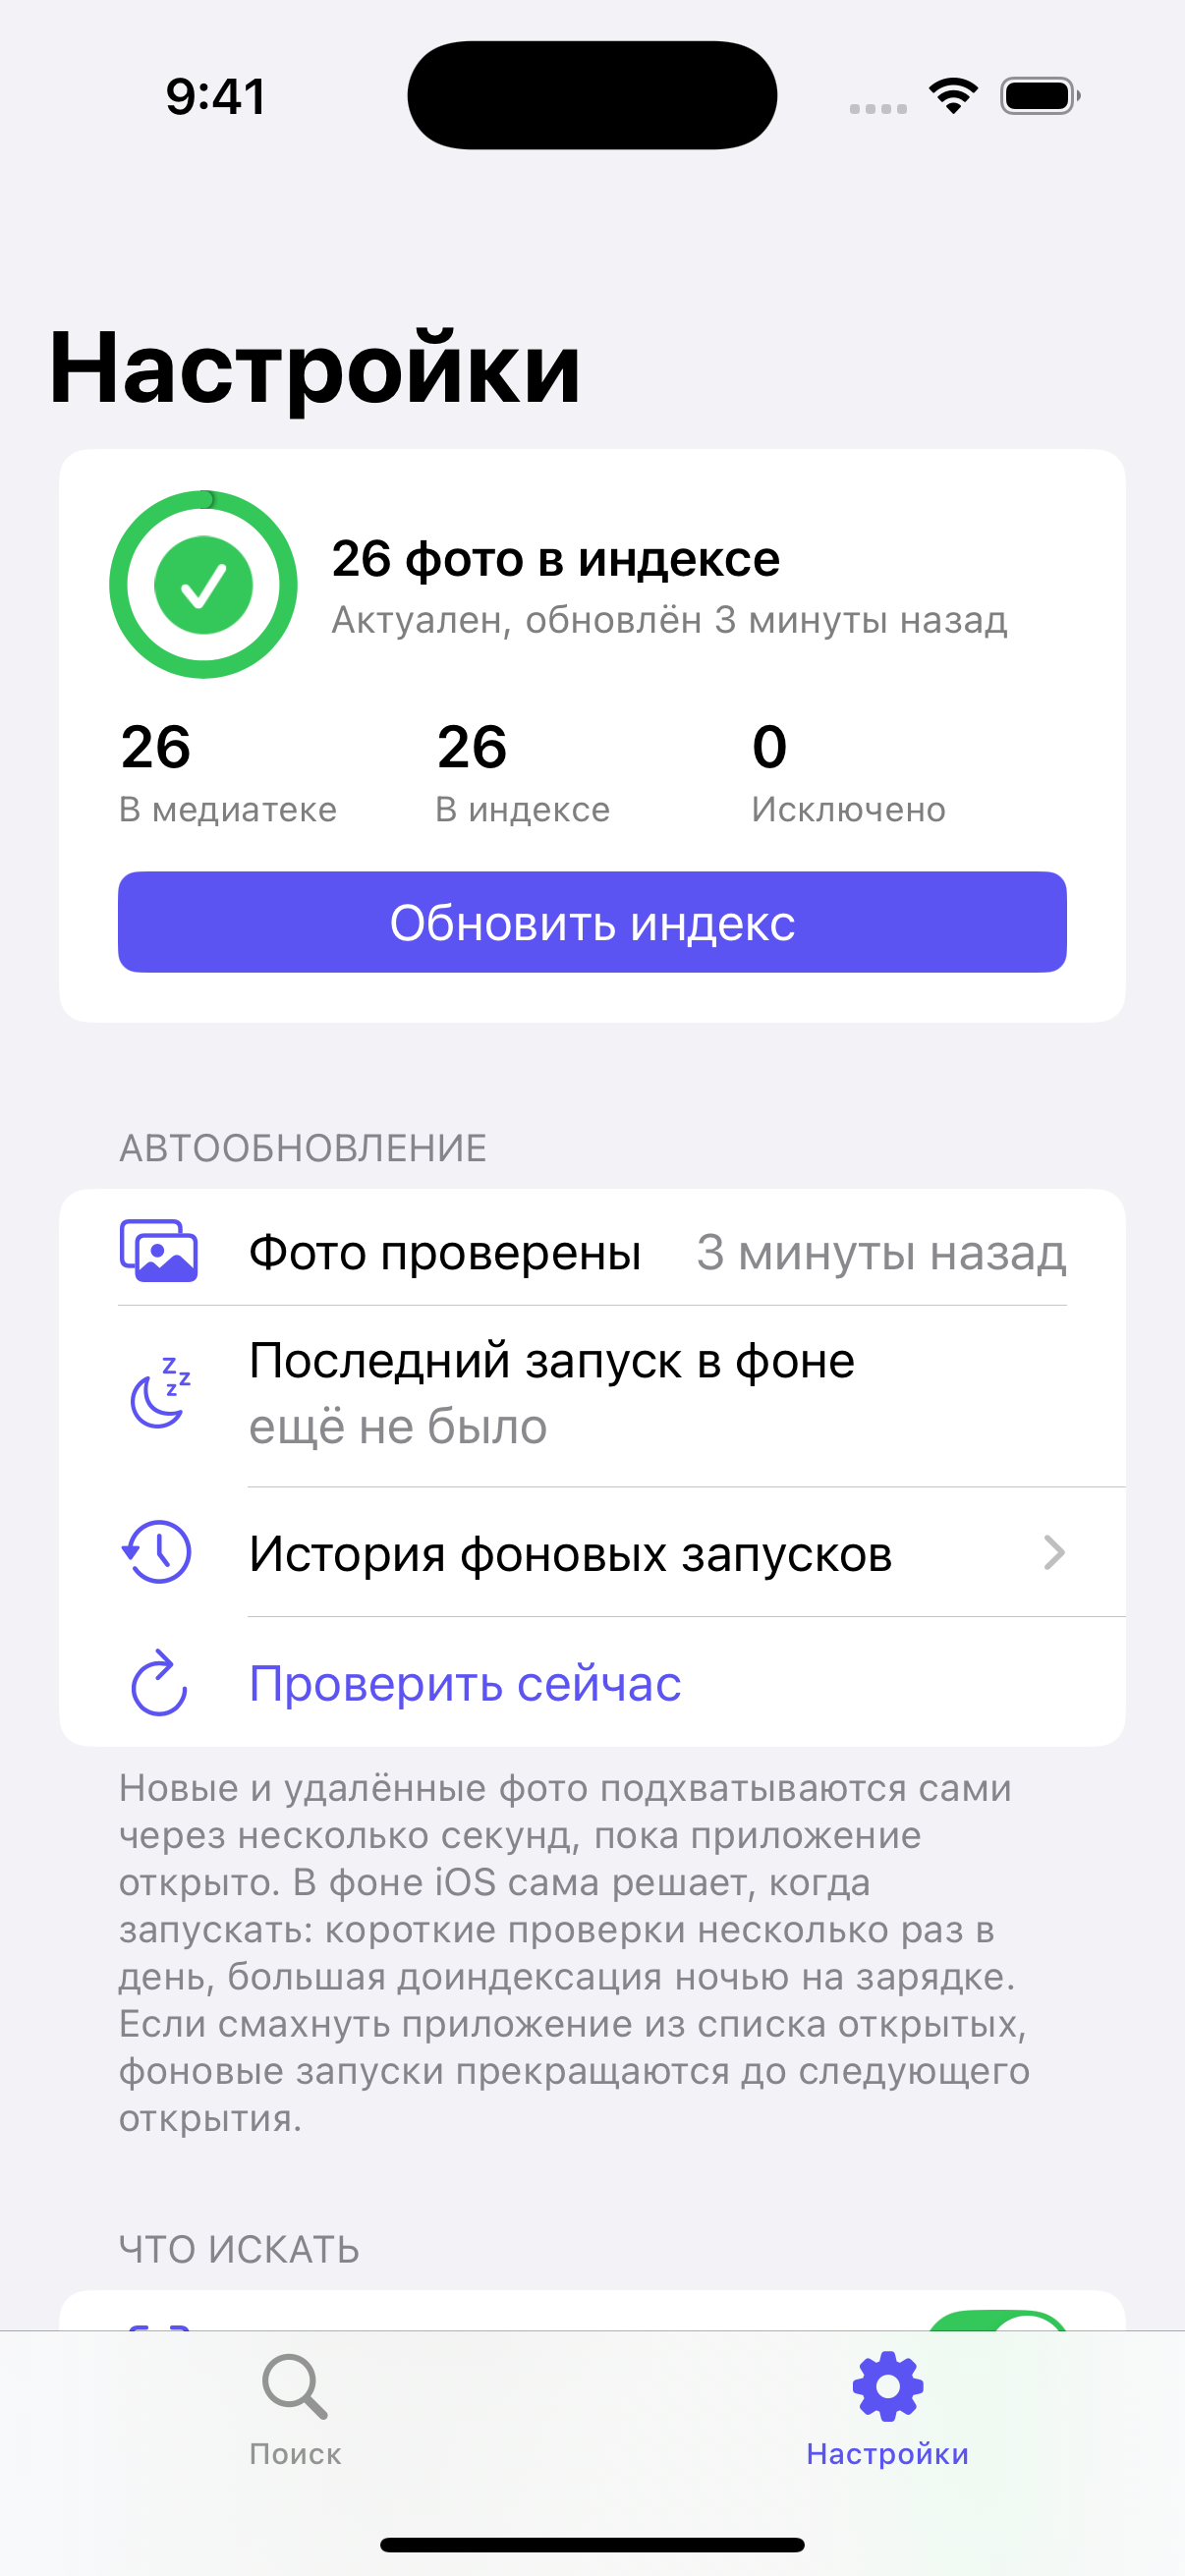 9:41
Настройки
26 фото в индексе
Актуален, обновлён 3 минуты назад
26
В медиатеке
26
В индексе
0
Исключено
Обновить индекс
АВТООБНОВЛЕНИЕ
Фото проверены 3 минуты назад
Последний запуск в фоне
ещё не было
История фоновых запусков
Проверить сейчас
Новые и удалённые фото подхватываются сами
через несколько секунд, пока приложение
открыто. В фоне iOS сама решает, когда
запускать: короткие проверки несколько раз в
день, большая доиндексация ночью на зарядке.
Если смахнуть приложение из списка открытых,
фоновые запуски прекращаются до следующего
открытия.
ЧТО ИСКАТЬ
Поиск
Настройки